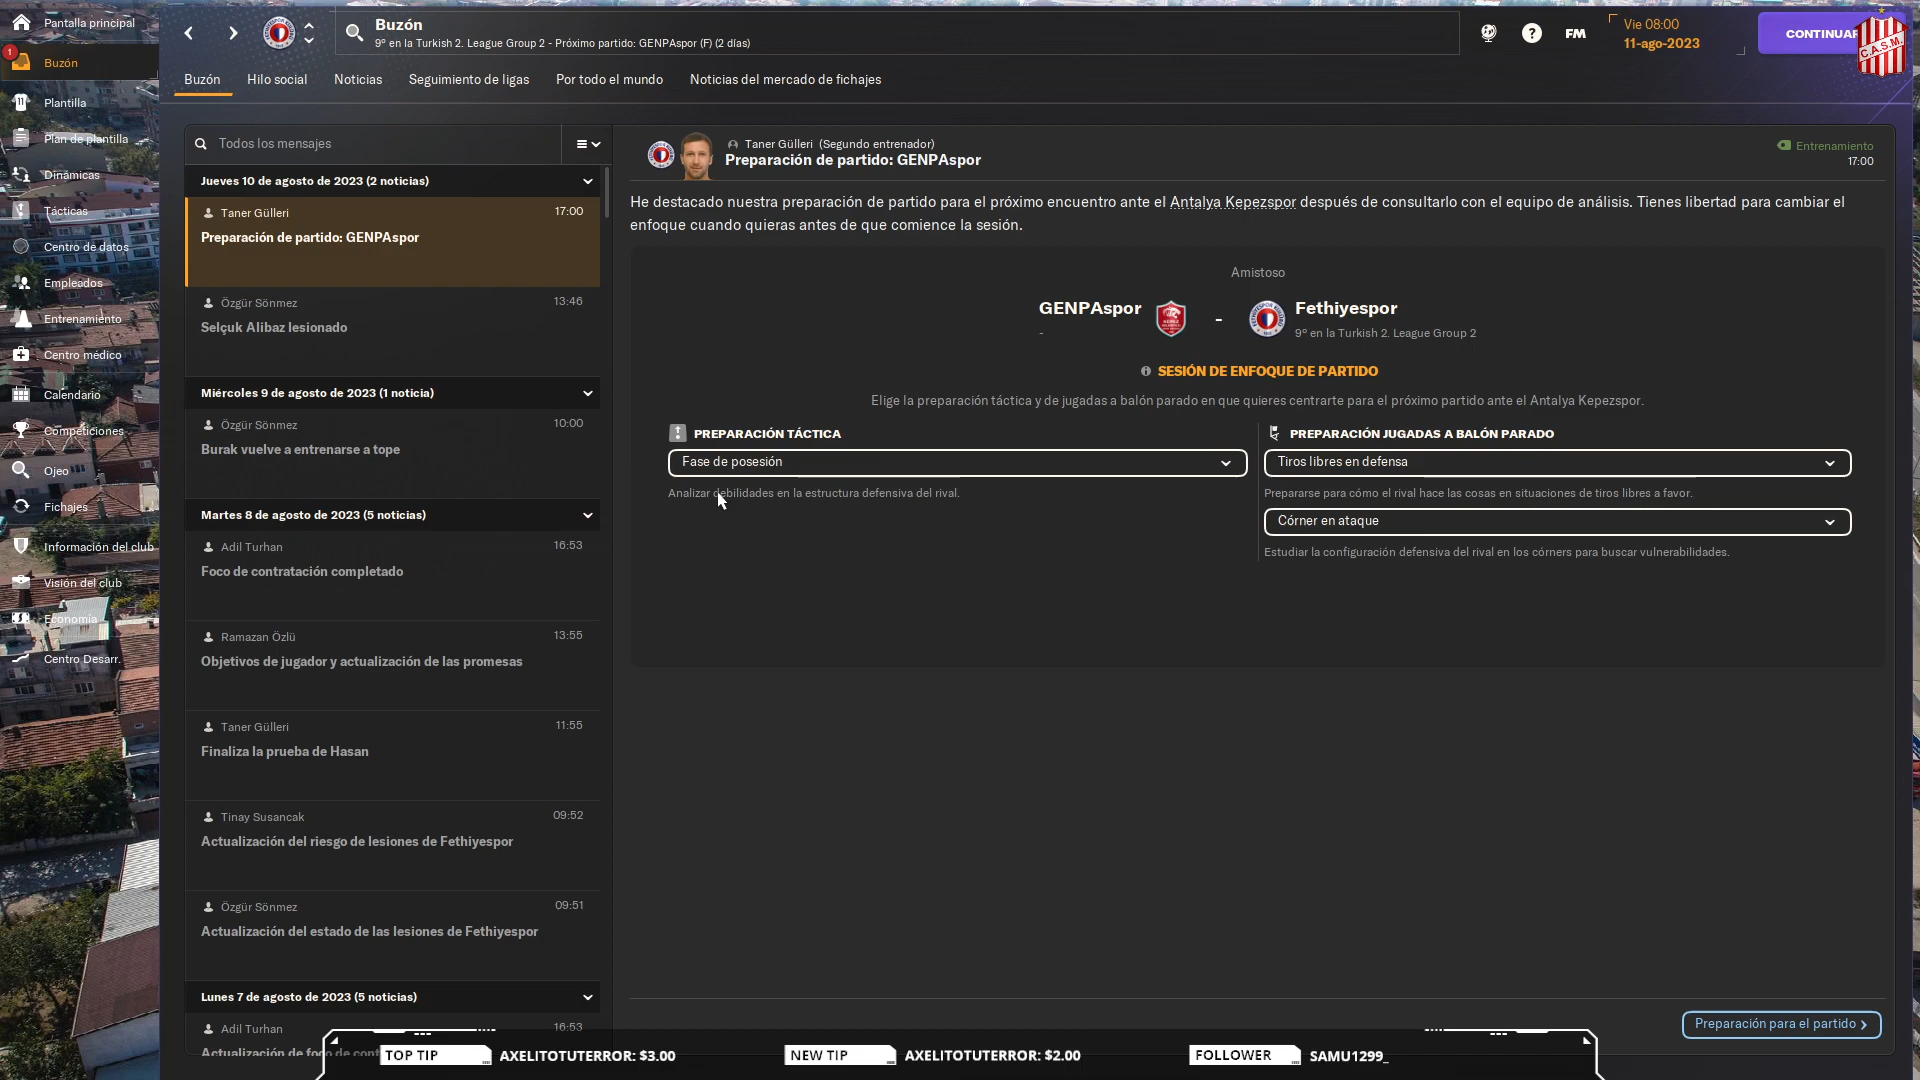 Pantalla principal
1
Buzón
Plantilla
Plan de plantilla
Dinámicas
Tácticas
Centro de datos
Empleados
Entrenamiento
Centro médico
Calendario
Competiciones
Ojeo
Fichajes
Información del club
Visión del club
Economía
Centro Desarr.
Buzón
9º en la Turkish 2. League Group 2 - Próximo partido: GENPAspor (F) (2 días)
FM
Vie 08:00
11-ago-2023
CONTINUAR
C.A.S.M.
Buzón
Hilo social
Noticias
Seguimiento de ligas
Por todo el mundo
Noticias del mercado de fichajes
Todos los mensajes
Jueves 10 de agosto de 2023 (2 noticias)
Taner Gülleri
17:00
Preparación de partido: GENPAspor
Özgür Sönmez
13:46
Selçuk Alibaz lesionado
Miércoles 9 de agosto de 2023 (1 noticia)
Özgür Sönmez
10:00
Burak vuelve a entrenarse a tope
Martes 8 de agosto de 2023 (5 noticias)
Adil Turhan
16:53
Foco de contratación completado
Ramazan Özlü
13:55
Objetivos de jugador y actualización de las promesas
Taner Gülleri
11:55
Finaliza la prueba de Hasan
Tinay Susancak
09:52
Actualización del riesgo de lesiones de Fethiyespor
Özgür Sönmez
09:51
Actualización del estado de las lesiones de Fethiyespor
Lunes 7 de agosto de 2023 (5 noticias)
Adil Turhan
16:53
Actualización de foco de cont
Taner Gülleri (Segundo entrenador)
Preparación de partido: GENPAspor
Entrenamiento
17:00
He destacado nuestra preparación de partido para el próximo encuentro ante el Antalya Kepezspor después de consultarlo con el equipo de análisis. Tienes libertad para cambiar el
enfoque cuando quieras antes de que comience la sesión.
Amistoso
GENPAspor
-
-
Fethiyespor
9º en la Turkish 2. League Group 2
SESIÓN DE ENFOQUE DE PARTIDO
Elige la preparación táctica y de jugadas a balón parado en que quieres centrarte para el próximo partido ante el Antalya Kepezspor.
PREPARACIÓN TÁCTICA
Fase de posesión
Analizar debilidades en la estructura defensiva del rival.
PREPARACIÓN JUGADAS A BALÓN PARADO
Tiros libres en defensa
Prepararse para cómo el rival hace las cosas en situaciones de tiros libres a favor.
Córner en ataque
Estudiar la configuración defensiva del rival en los córners para buscar vulnerabilidades.
Preparación para el partido
TOP TIP
AXELITOTUTERROR: $3.00
NEW TIP
AXELITOTUTERROR: $2.00
FOLLOWER
SAMU1299_